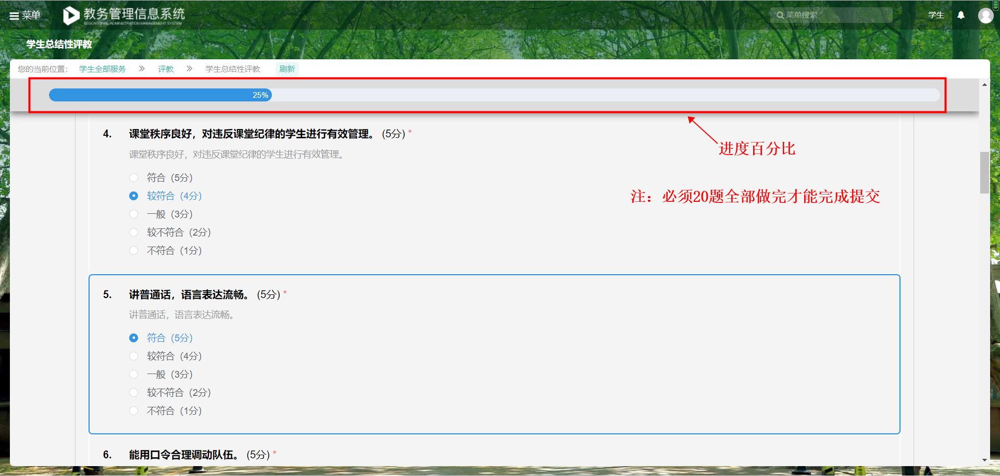 菜单
教务管理信息系统
EDUCATIONAL ADMINISTRATION MANAGEMENT SYSTEM
菜单搜索
学生
学生总结性评教
您的当前位置： 学生全部服务 » 评教 » 学生总结性评教 刷新
25%
进度百分比
4. 课堂秩序良好，对违反课堂纪律的学生进行有效管理。 (5分) *
课堂秩序良好，对违反课堂纪律的学生进行有效管理。
符合（5分）
较符合（4分）
一般（3分）
较不符合（2分）
不符合（1分）
注：必须20题全部做完才能完成提交
5. 讲普通话，语言表达流畅。 (5分) *
讲普通话，语言表达流畅。
符合（5分）
较符合（4分）
一般（3分）
较不符合（2分）
不符合（1分）
6. 能用口令合理调动队伍。 (5分) *